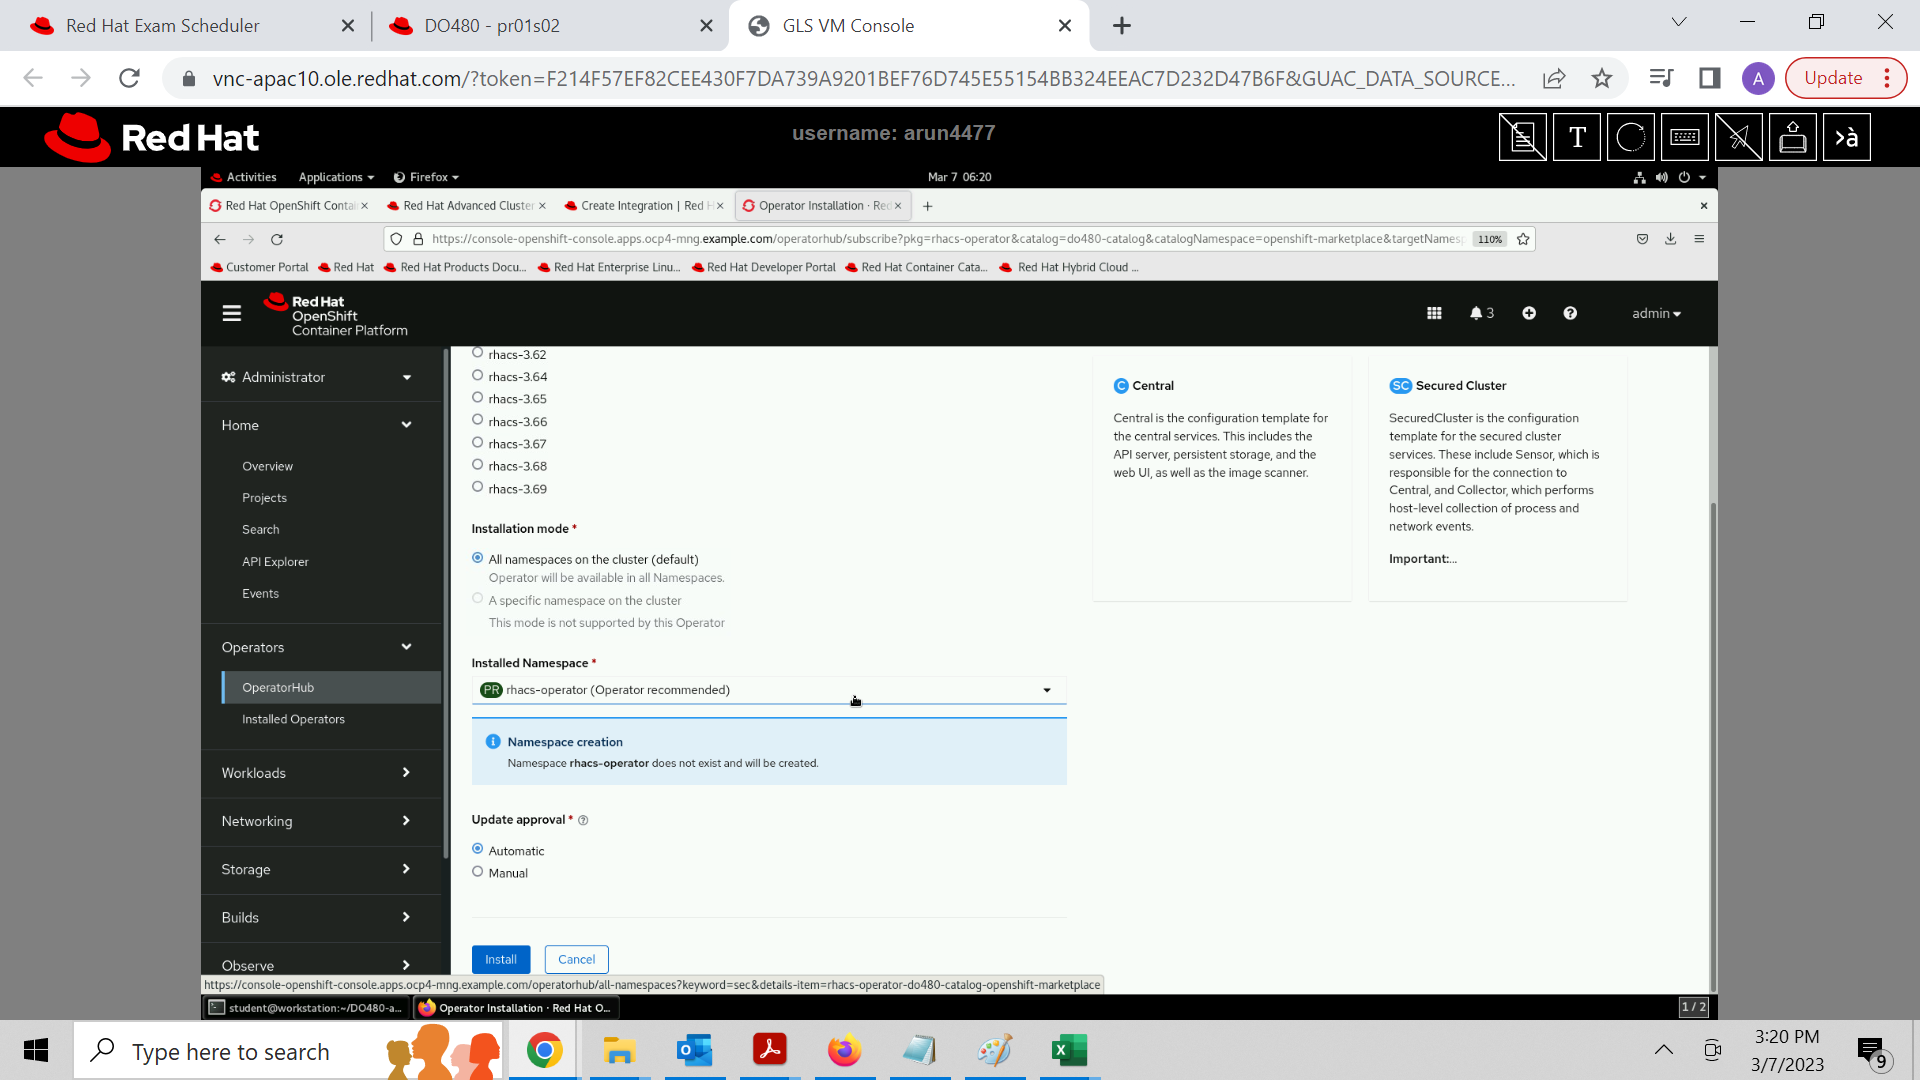 Red Hat Exam Scheduler
DO480 - pr01s02
GLS VM Console
vnc-apac10.ole.redhat.com/?token=F214F57EF82CEE430F7DA739A9201BEF76D745E55154BB324EEAC7D232D47B6F&GUAC_DATA_SOURCE...
A
Update
Red Hat
username: arun4477
T
>à
Activities
Applications
Firefox
Mar 7 06:20
Red Hat OpenShift Contai
Red Hat Advanced Cluster
Create Integration | Red H
Operator Installation · Red
https://console-openshift-console.apps.ocp4-mng.example.com/operatorhub/subscribe?pkg=rhacs-operator&catalog=do480-catalog&catalogNamespace=openshift-marketplace&targetNames
110%
Customer Portal
Red Hat
Red Hat Products Docu...
Red Hat Enterprise Linu...
Red Hat Developer Portal
Red Hat Container Cata...
Red Hat Hybrid Cloud ...
Red Hat
OpenShift
Container Platform
3
admin
Administrator
Home
Overview
Projects
Search
API Explorer
Events
Operators
OperatorHub
Installed Operators
Workloads
Networking
Storage
Builds
Observe
rhacs-3.62
rhacs-3.64
rhacs-3.65
rhacs-3.66
rhacs-3.67
rhacs-3.68
rhacs-3.69
Installation mode *
All namespaces on the cluster (default)
Operator will be available in all Namespaces.
A specific namespace on the cluster
This mode is not supported by this Operator
Installed Namespace *
PR rhacs-operator (Operator recommended)
Namespace creation
Namespace rhacs-operator does not exist and will be created.
Update approval *
Automatic
Manual
Install
Cancel
C Central
Central is the configuration template for
the central services. This includes the
API server, persistent storage, and the
web UI, as well as the image scanner.
SC Secured Cluster
SecuredCluster is the configuration
template for the secured cluster
services. These include Sensor, which is
responsible for the connection to
Central, and Collector, which performs
host-level collection of process and
network events.
Important:...
https://console-openshift-console.apps.ocp4-mng.example.com/operatorhub/all-namespaces?keyword=sec&details-item=rhacs-operator-do480-catalog-openshift-marketplace
student@workstation:~/DO480-a...
Operator Installation · Red Hat O...
1 / 2
Type here to search
3:20 PM
3/7/2023
9